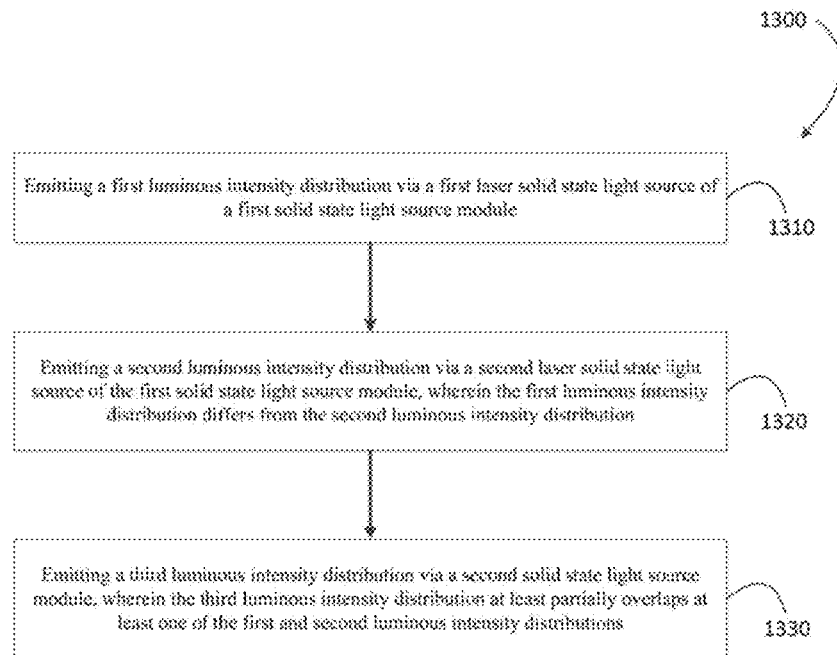 1300
Emitting a first luminous intensity distribution via a first laser solid state light source of
a first solid state light source module
1310
Emitting a second luminous intensity distribution via a second laser solid state light
source of the first solid state light source module, wherein the first luminous intensity
distribution differs from the second luminous intensity distribution
1320
Emitting a third luminous intensity distribution via a second solid state light source
module, wherein the third luminous intensity distribution at least partially overlaps at
least one of the first and second luminous intensity distributions
1330